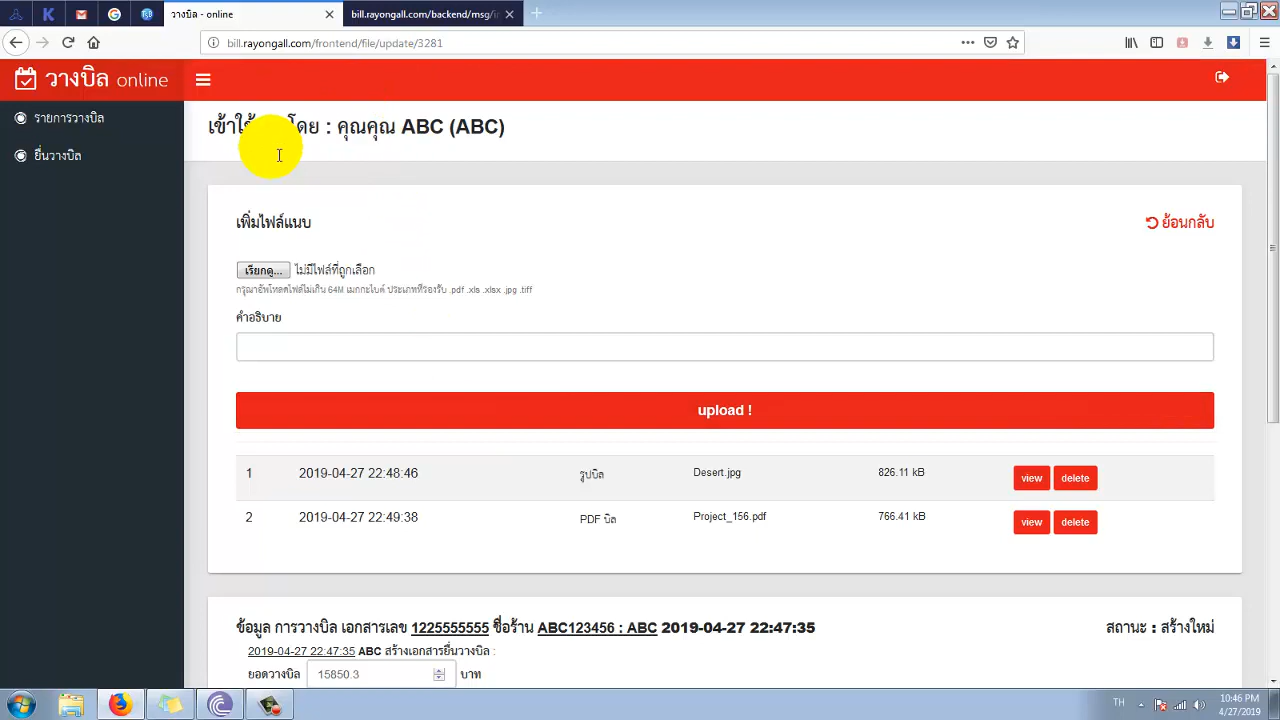 วางบิล - online
bill.rayongall.com/backend/msg/in
bill.rayongall.com/frontend/file/update/3281
วางบิล online
รายการวางบิล
ยื่นวางบิล
โดย : คุณคุณ ABC (ABC)
เพิ่มไฟล์แนบ
ย้อนกลับ
เรียกดู... ไม่มีไฟล์ที่ถูกเลือก
กรุณาอัพโหลดไฟล์ไม่เกิน 64M เมกกะไบต์ ประเภทที่รองรับ .pdf .xls .xlsx .jpg .tiff
คำอธิบาย
upload !
1 2019-04-27 22:48:46 รูปบิล Desert.jpg 826.11 kB view delete
2 2019-04-27 22:49:38 PDF บิล Project_156.pdf 766.41 kB view delete
ข้อมูล การวางบิล เอกสารเลข 1225555555 ชื่อร้าน ABC123456 : ABC 2019-04-27 22:47:35
สถานะ : สร้างใหม่
2019-04-27 22:47:35 ABC สร้างเอกสารยื่นวางบิล :
ยอดวางบิล 15850.3 บาท
TH
10:46 PM
4/27/2019